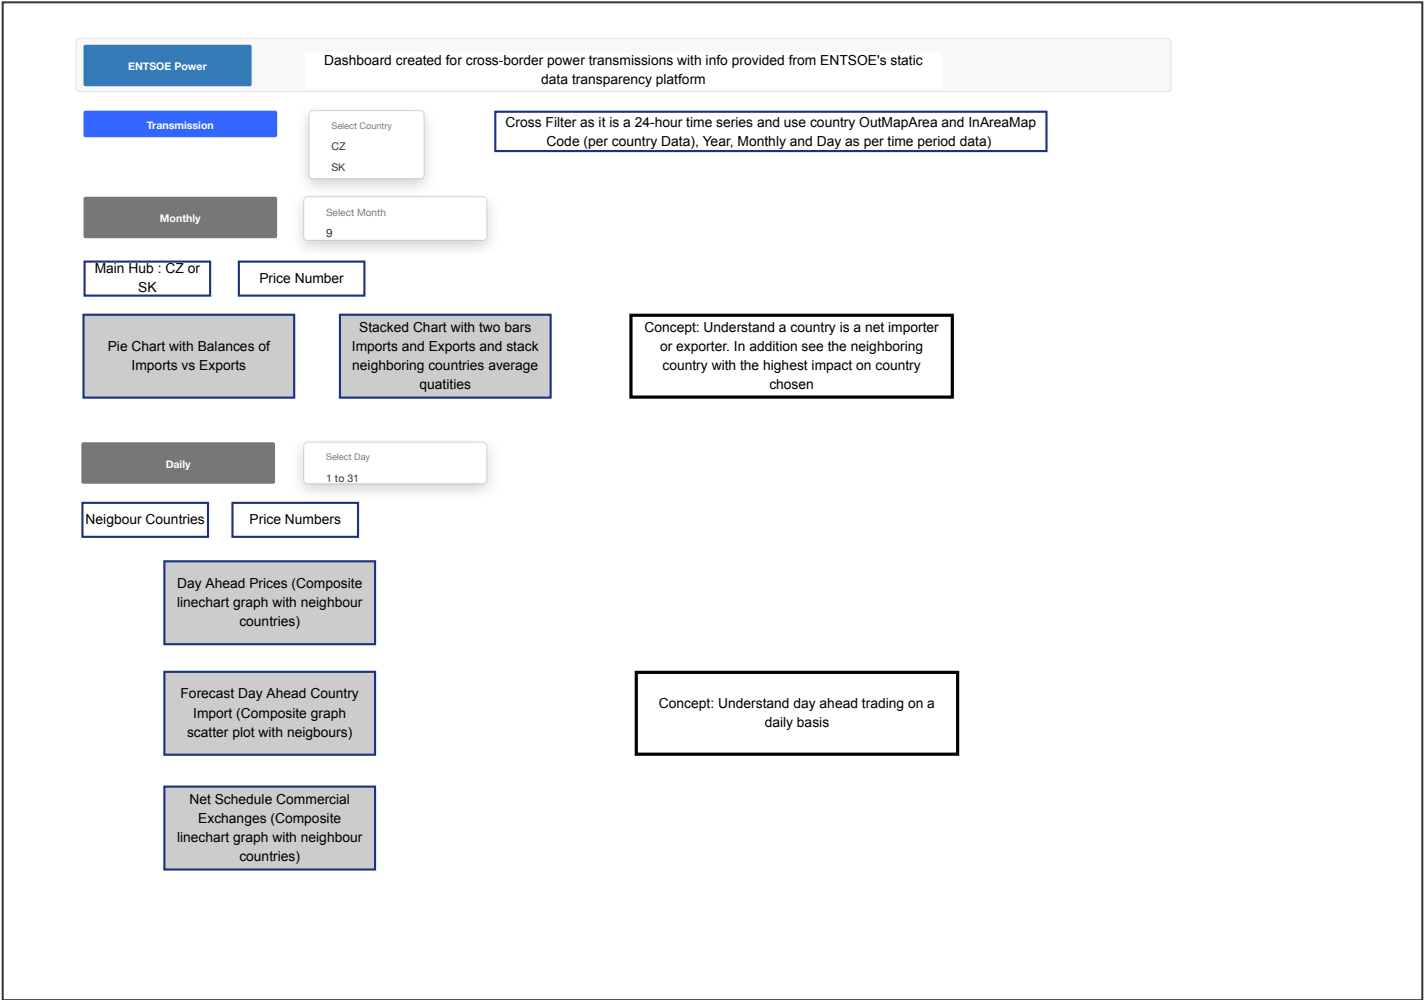 ENTSOE Power
Dashboard created for cross-border power transmissions with info provided from ENTSOE's static
data transparency platform
Transmission
Select Country
CZ
SK
Cross Filter as it is a 24-hour time series and use country OutMapArea and InAreaMap
Code (per country Data), Year, Monthly and Day as per time period data)
Monthly
Select Month
9
Main Hub : CZ or
SK
Price Number
Pie Chart with Balances of
Imports vs Exports
Stacked Chart with two bars
Imports and Exports and stack
neighboring countries average
quatities
Concept: Understand a country is a net importer
or exporter. In addition see the neighboring
country with the highest impact on country
chosen
Daily
Select Day
1 to 31
Neigbour Countries
Price Numbers
Day Ahead Prices (Composite
linechart graph with neighbour
countries)
Forecast Day Ahead Country
Import (Composite graph
scatter plot with neigbours)
Concept: Understand day ahead trading on a
daily basis
Net Schedule Commercial
Exchanges (Composite
linechart graph with neighbour
countries)